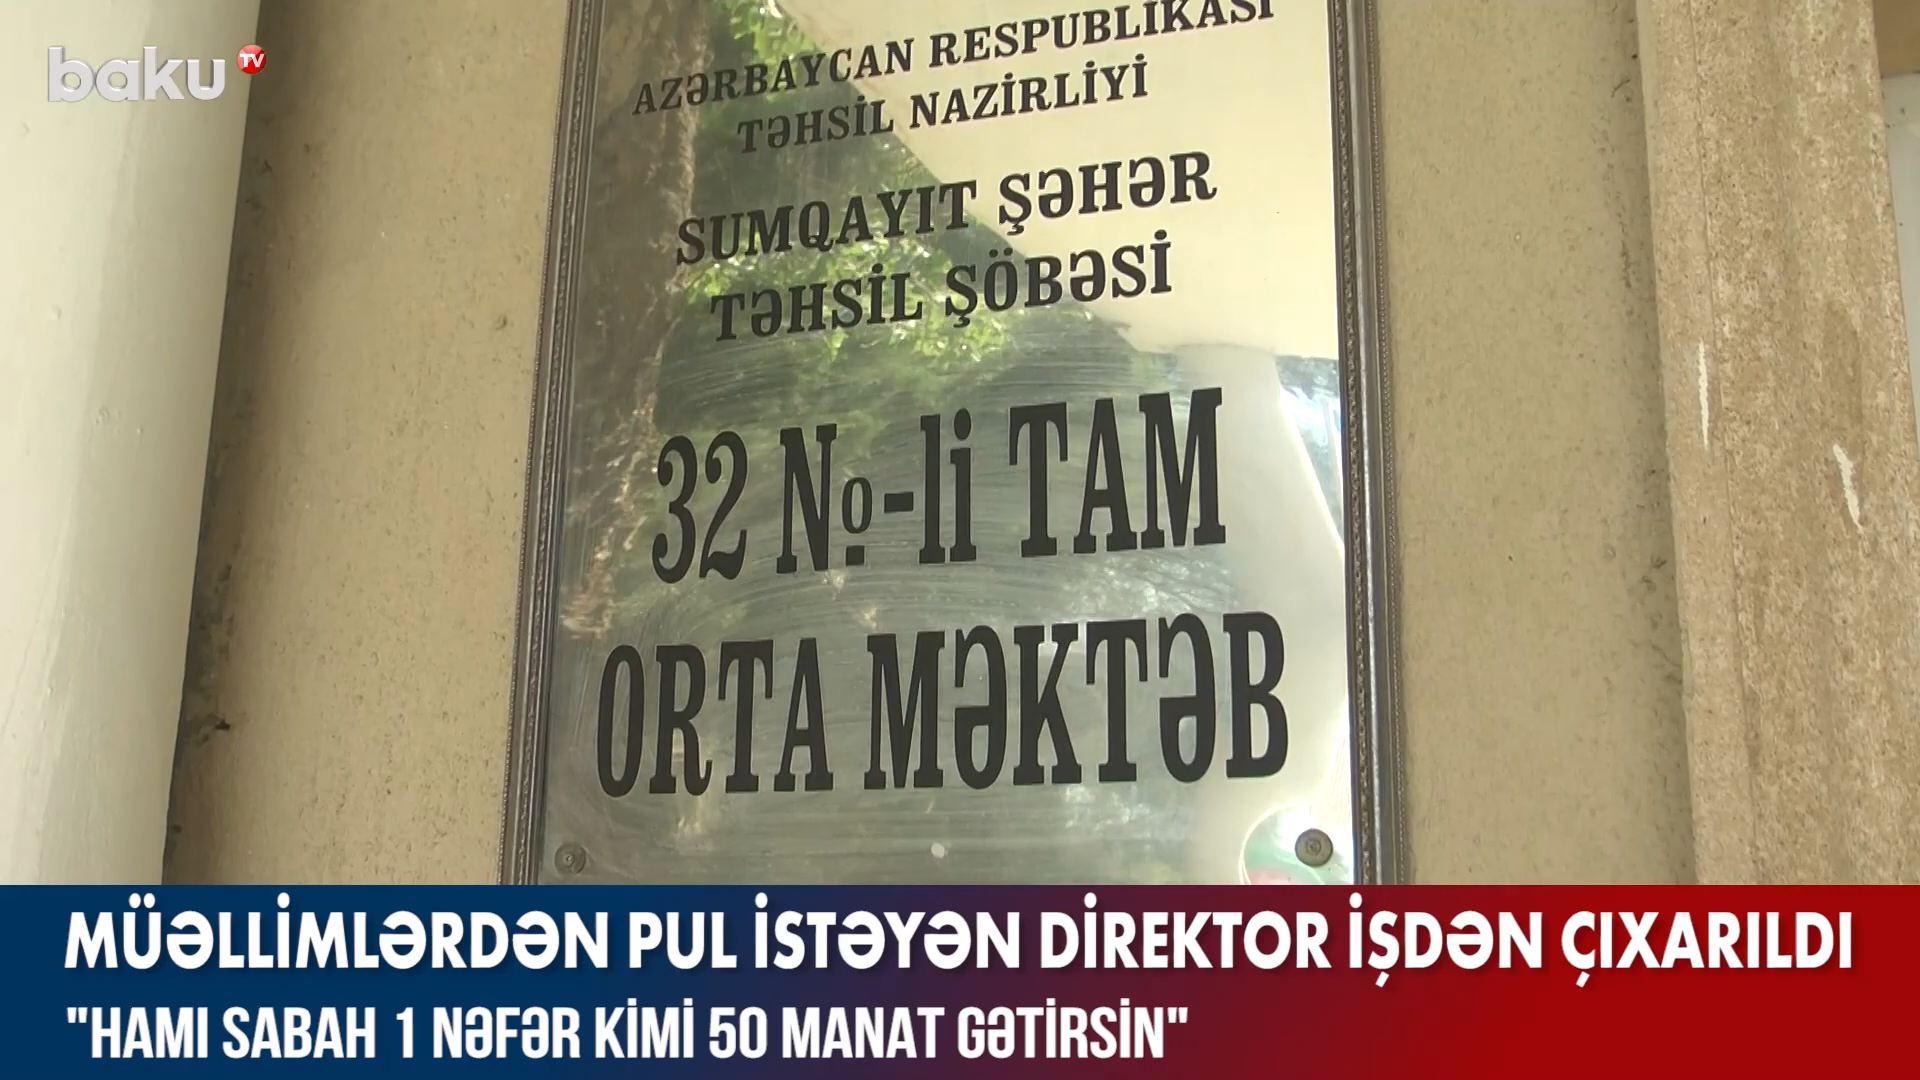 baku TV
AZƏRBAYCAN RESPUBLİKASI
TƏHSİL NAZİRLİYİ
SUMQAYIT ŞƏHƏR
TƏHSİL ŞÖBƏSİ
32 №-li TAM
ORTA MƏKTƏB
MÜƏLLİMLƏRDƏN PUL İSTƏYƏN DİREKTOR İŞDƏN ÇIXARILDI
"HAMI SABAH 1 NƏFƏR KİMİ 50 MANAT GƏTİRSİN"